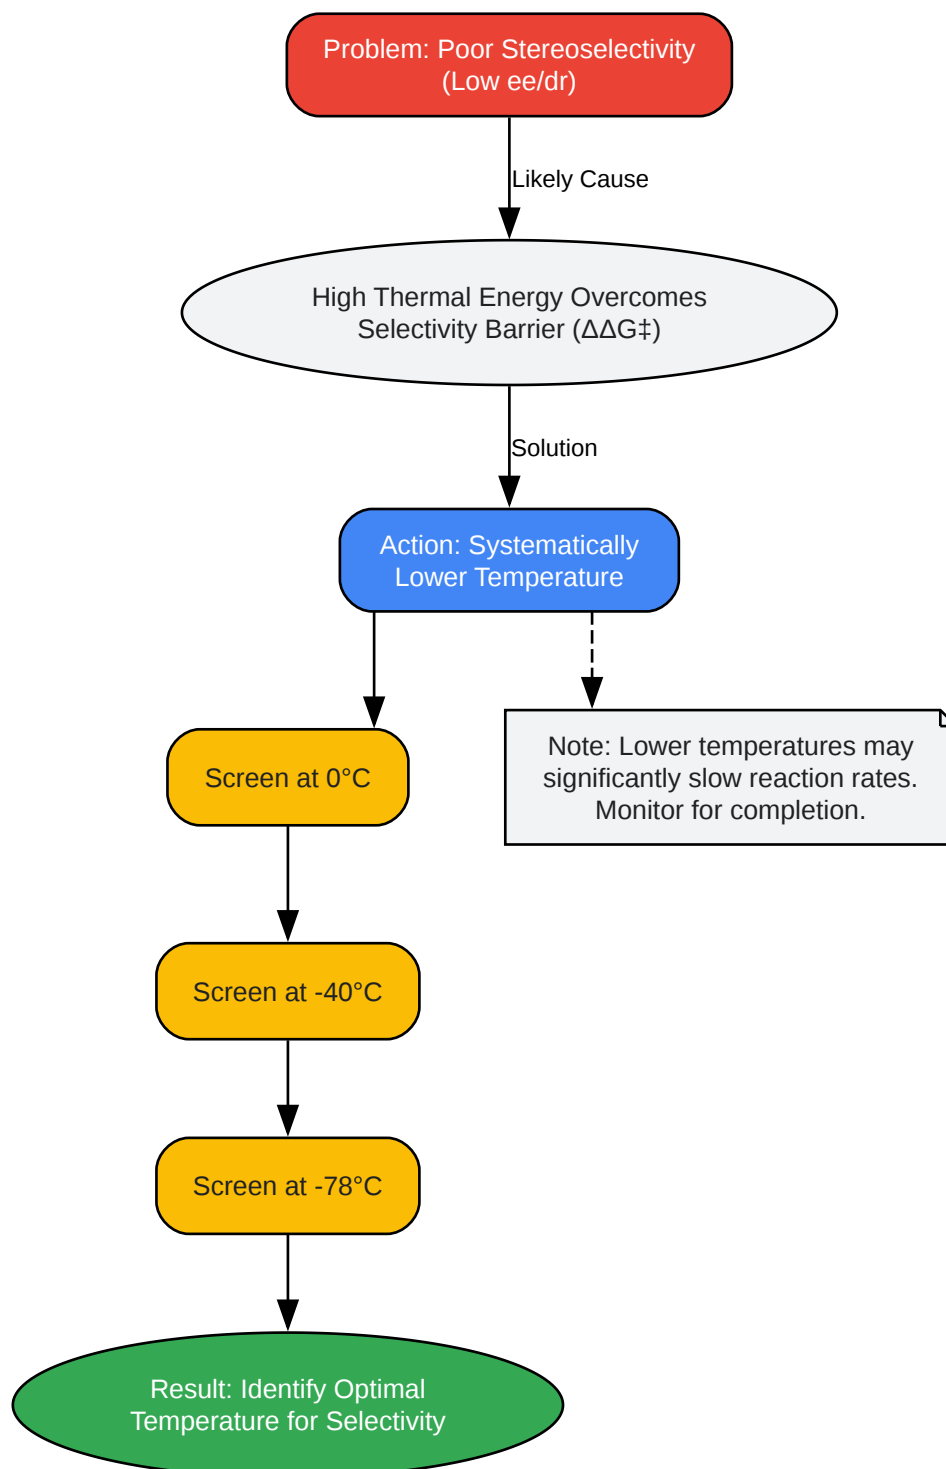 Problem: Poor Stereoselectivity
(Low ee/dr)
Likely Cause
High Thermal Energy Overcomes
Selectivity Barrier (ΔΔG‡)
Solution
Action: Systematically
Lower Temperature
Screen at 0°C
Note: Lower temperatures may
significantly slow reaction rates.
Monitor for completion.
Screen at -40°C
Screen at -78°C
Result: Identify Optimal
Temperature for Selectivity